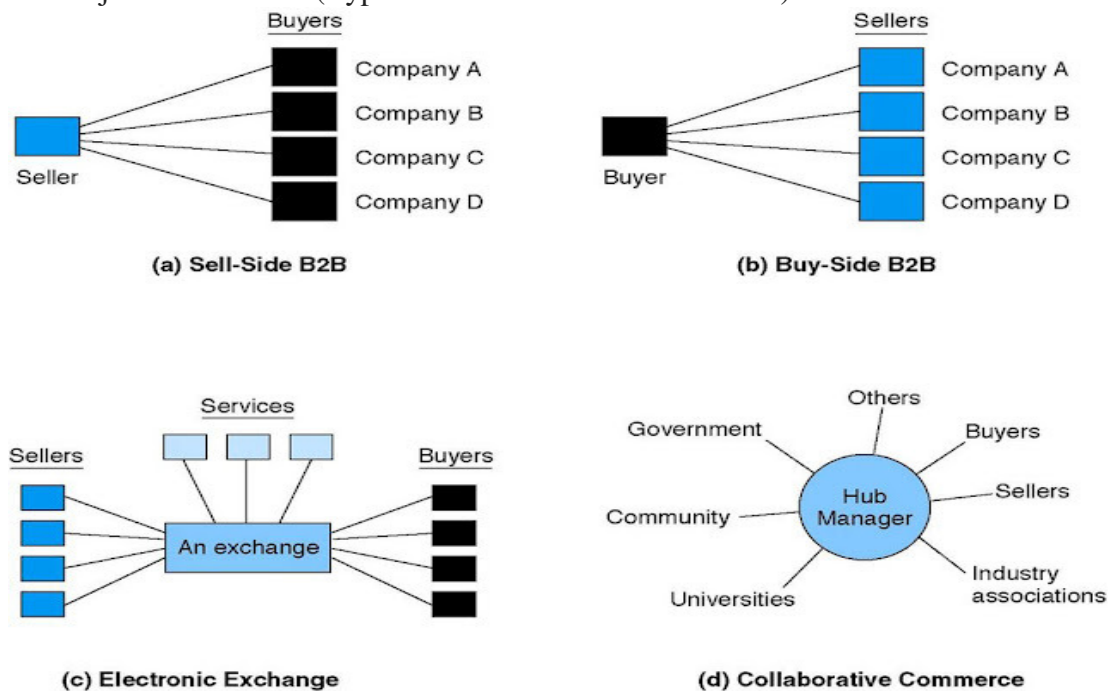 Buyers
Company A
Company B
Company C
Company D
Seller
(a) Sell-Side B2B
Sellers
Company A
Company B
Company C
Company D
Buyer
(b) Buy-Side B2B
Services
Sellers
Buyers
An exchange
(c) Electronic Exchange
Others
Government
Buyers
Hub
Manager
Sellers
Community
Universities
Industry
associations
(d) Collaborative Commerce